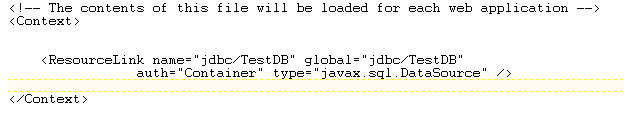 <!-- The contents of this file will be loaded for each web application -->
<Context>
<ResourceLink name="jdbc/TestDB" global="jdbc/TestDB"
auth="Container" type="javax.sql.DataSource" />
</Context>